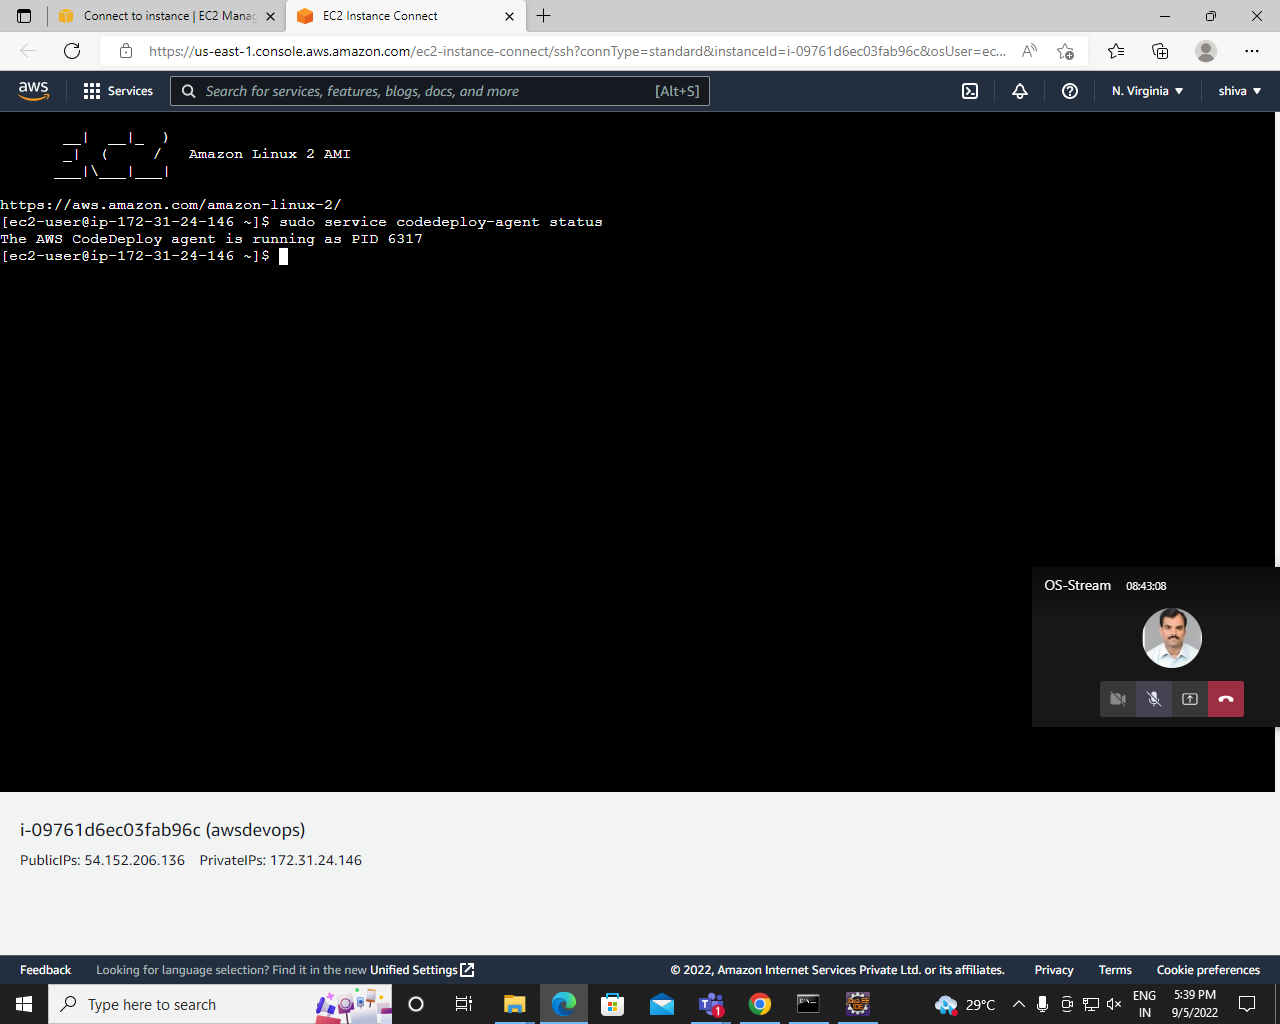 Connect to instance | EC2 Manag
EC2 Instance Connect
https://us-east-1.console.aws.amazon.com/ec2-instance-connect/ssh?connType=standard&instanceId=i-09761d6ec03fab96c&osUser=ec...
aws
Services
Search for services, features, blogs, docs, and more
[Alt+S]
N. Virginia
shiva
__|  __|_  )
_|  (     /   Amazon Linux 2 AMI
___|\___|___|
https://aws.amazon.com/amazon-linux-2/
[ec2-user@ip-172-31-24-146 ~]$ sudo service codedeploy-agent status
The AWS CodeDeploy agent is running as PID 6317
[ec2-user@ip-172-31-24-146 ~]$
OS-Stream 08:43:08
i-09761d6ec03fab96c (awsdevops)
PublicIPs: 54.152.206.136 PrivateIPs: 172.31.24.146
Feedback
Looking for language selection? Find it in the new Unified Settings
© 2022, Amazon Internet Services Private Ltd. or its affiliates.
Privacy
Terms
Cookie preferences
Type here to search
29°C
ENG
IN
5:39 PM
9/5/2022